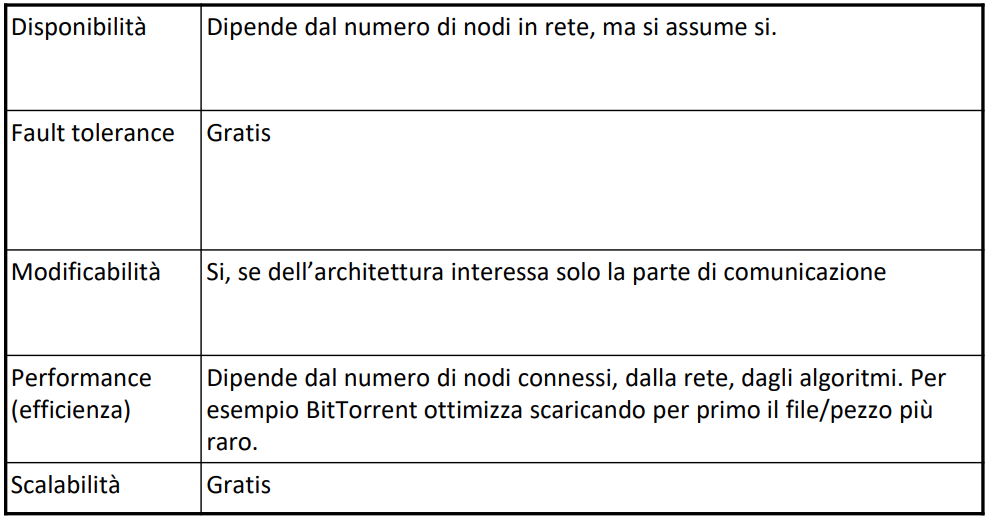 Disponibilità
Dipende dal numero di nodi in rete, ma si assume si.
Fault tolerance
Gratis
Modificabilità
Si, se dell’architettura interessa solo la parte di comunicazione
Performance
(efficienza)
Dipende dal numero di nodi connessi, dalla rete, dagli algoritmi. Per
esempio BitTorrent ottimizza scaricando per primo il file/pezzo più
raro.
Scalabilità
Gratis